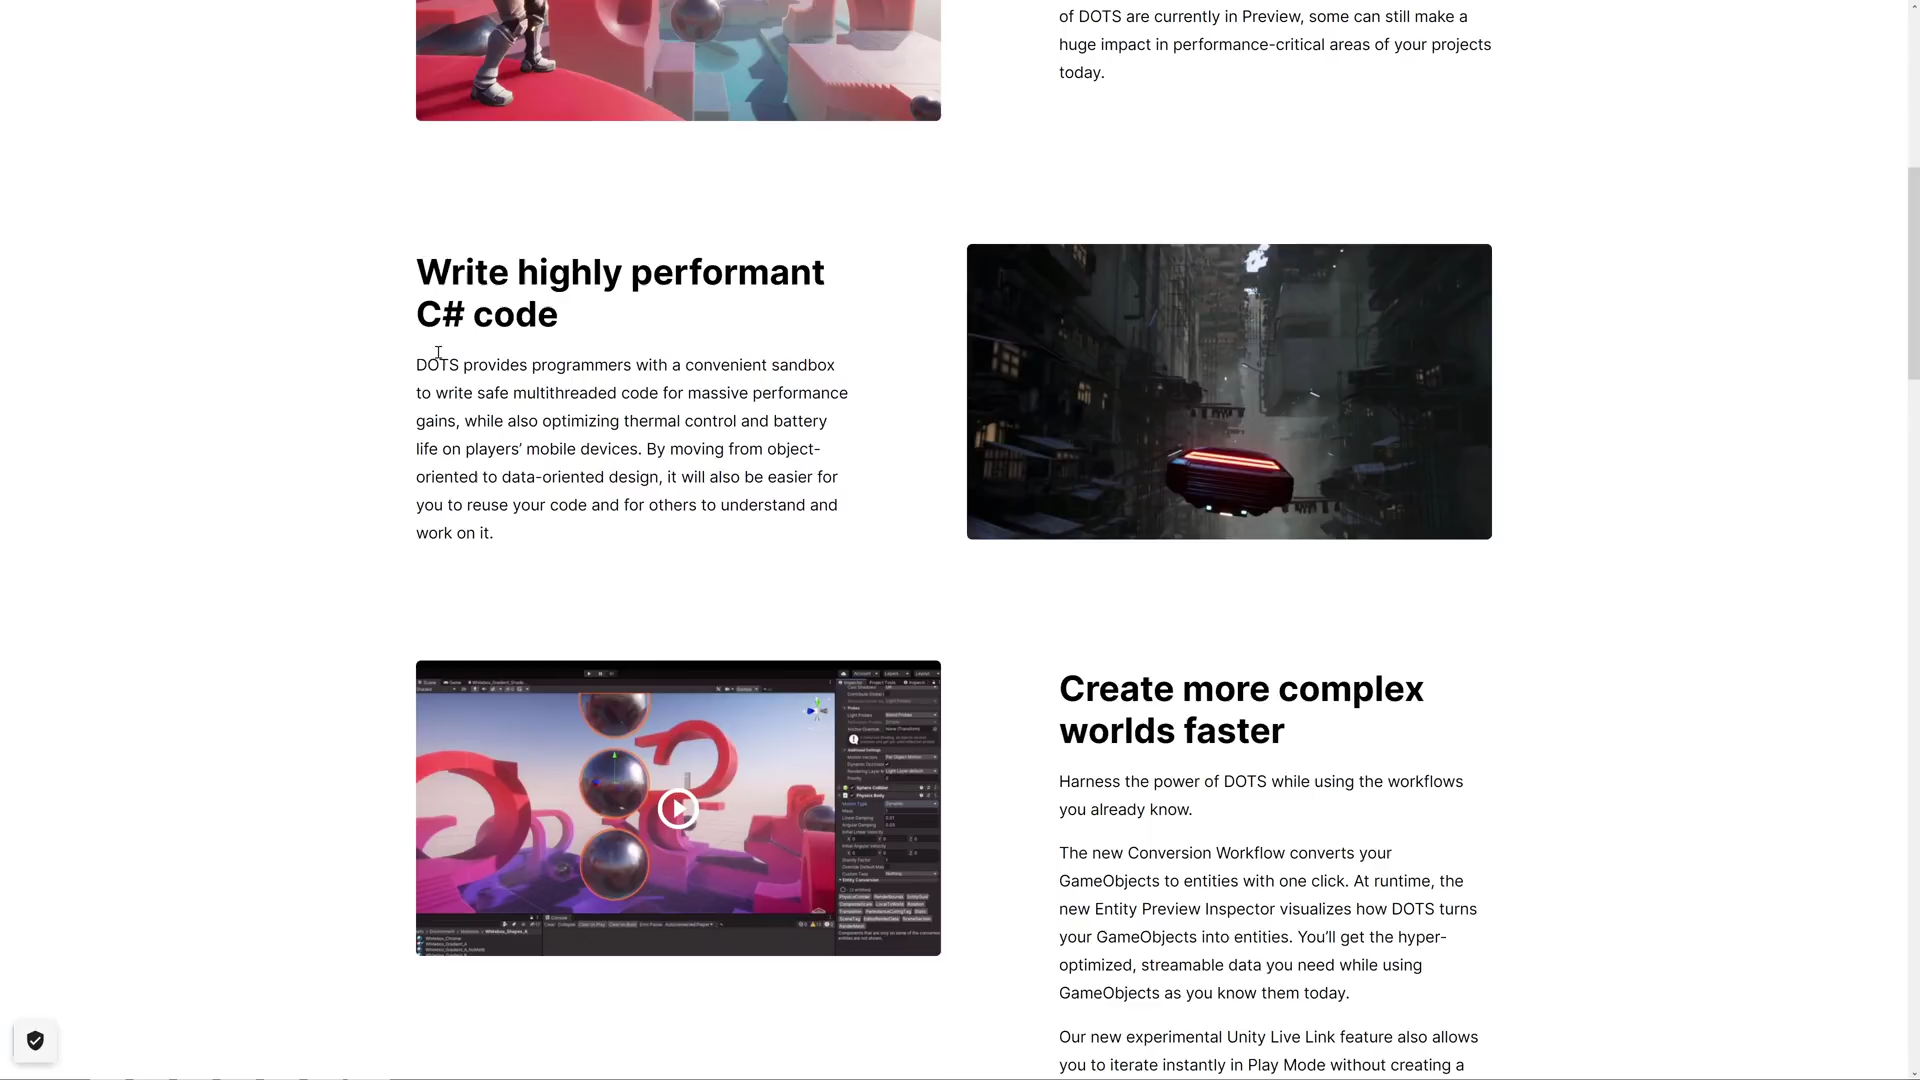 of DOTS are currently in Preview, some can still make a
huge impact in performance-critical areas of your projects
today.
Write highly performant
C# code
DOTS provides programmers with a convenient sandbox
to write safe multithreaded code for massive performance
gains, while also optimizing thermal control and battery
life on players’ mobile devices. By moving from object-
oriented to data-oriented design, it will also be easier for
you to reuse your code and for others to understand and
work on it.
Create more complex
worlds faster
Harness the power of DOTS while using the workflows
you already know.
The new Conversion Workflow converts your
GameObjects to entities with one click. At runtime, the
new Entity Preview Inspector visualizes how DOTS turns
your GameObjects into entities. You’ll get the hyper-
optimized, streamable data you need while using
GameObjects as you know them today.
Our new experimental Unity Live Link feature also allows
you to iterate instantly in Play Mode without creating a